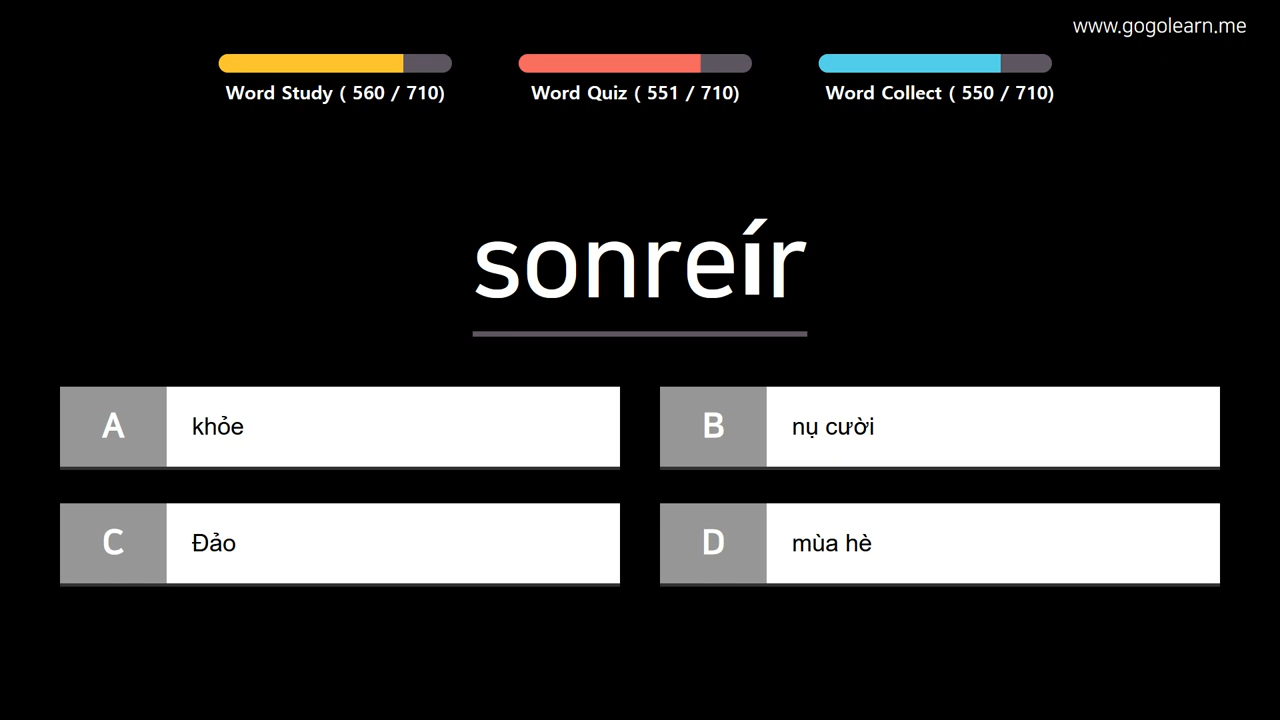 www.gogolearn.me
Word Study ( 560 / 710)
Word Quiz ( 551 / 710)
Word Collect ( 550 / 710)
sonreír
A khỏe
B nụ cười
C Đảo
D mùa hè